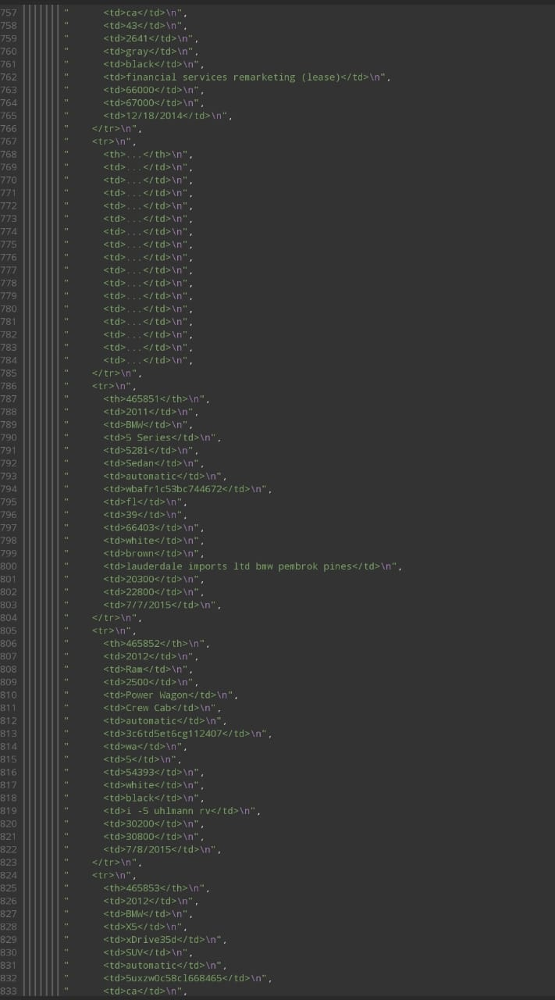 757 "      <td>ca</td>\n",
758 "      <td>43</td>\n",
759 "      <td>2641</td>\n",
760 "      <td>gray</td>\n",
761 "      <td>black</td>\n",
762 "      <td>financial services remarketing (lease)</td>\n",
763 "      <td>66000</td>\n",
764 "      <td>67000</td>\n",
765 "      <td>12/18/2014</td>\n",
766 "    </tr>\n",
767 "    <tr>\n",
768 "      <th>...</th>\n",
769 "      <td>...</td>\n",
770 "      <td>...</td>\n",
771 "      <td>...</td>\n",
772 "      <td>...</td>\n",
773 "      <td>...</td>\n",
774 "      <td>...</td>\n",
775 "      <td>...</td>\n",
776 "      <td>...</td>\n",
777 "      <td>...</td>\n",
778 "      <td>...</td>\n",
779 "      <td>...</td>\n",
780 "      <td>...</td>\n",
781 "      <td>...</td>\n",
782 "      <td>...</td>\n",
783 "      <td>...</td>\n",
784 "      <td>...</td>\n",
785 "    </tr>\n",
786 "    <tr>\n",
787 "      <th>465851</th>\n",
788 "      <td>2011</td>\n",
789 "      <td>BMW</td>\n",
790 "      <td>5 Series</td>\n",
791 "      <td>528i</td>\n",
792 "      <td>Sedan</td>\n",
793 "      <td>automatic</td>\n",
794 "      <td>wbafr1c53bc744672</td>\n",
795 "      <td>fl</td>\n",
796 "      <td>39</td>\n",
797 "      <td>66403</td>\n",
798 "      <td>white</td>\n",
799 "      <td>brown</td>\n",
800 "      <td>lauderdale imports ltd bmw pembrok pines</td>\n",
801 "      <td>20300</td>\n",
802 "      <td>22800</td>\n",
803 "      <td>7/7/2015</td>\n",
804 "    </tr>\n",
805 "    <tr>\n",
806 "      <th>465852</th>\n",
807 "      <td>2012</td>\n",
808 "      <td>Ram</td>\n",
809 "      <td>2500</td>\n",
810 "      <td>Power Wagon</td>\n",
811 "      <td>Crew Cab</td>\n",
812 "      <td>automatic</td>\n",
813 "      <td>3c6td5et6cg112407</td>\n",
814 "      <td>wa</td>\n",
815 "      <td>5</td>\n",
816 "      <td>54393</td>\n",
817 "      <td>white</td>\n",
818 "      <td>black</td>\n",
819 "      <td>i -5 uhlmann rv</td>\n",
820 "      <td>30200</td>\n",
821 "      <td>30800</td>\n",
822 "      <td>7/8/2015</td>\n",
823 "    </tr>\n",
824 "    <tr>\n",
825 "      <th>465853</th>\n",
826 "      <td>2012</td>\n",
827 "      <td>BMW</td>\n",
828 "      <td>X5</td>\n",
829 "      <td>xDrive35d</td>\n",
830 "      <td>SUV</td>\n",
831 "      <td>automatic</td>\n",
832 "      <td>5uxzw0c58cl668465</td>\n",
833 "      <td>ca</td>\n",